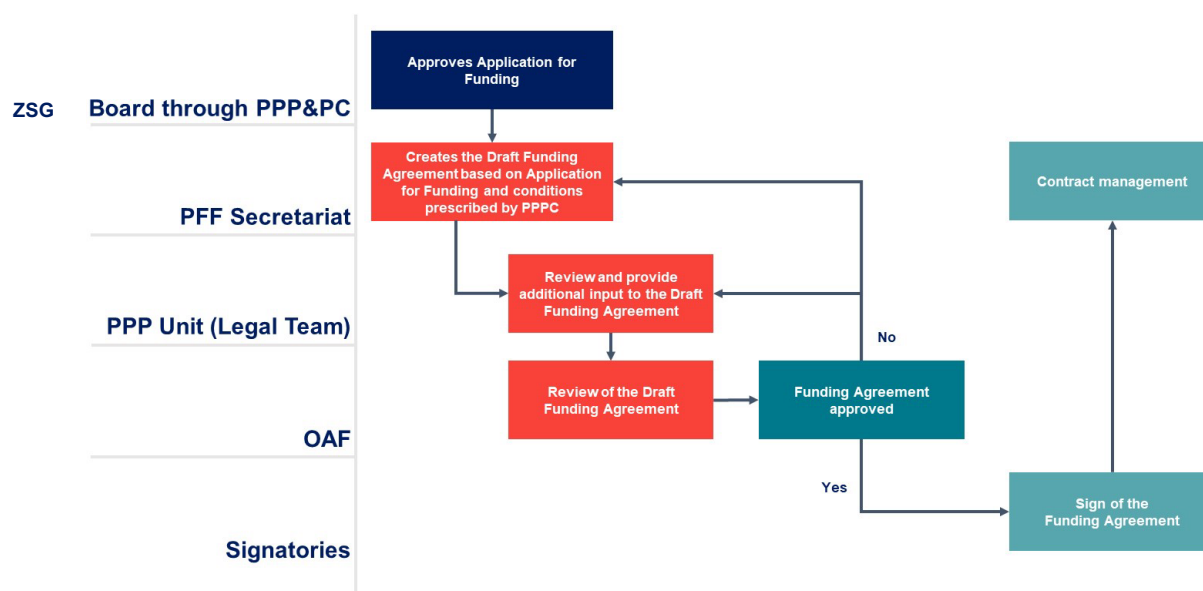 Approves Application for
Funding
ZSG
Board through PPP&PC
Creates the Draft Funding
Agreement based on Application
for Funding and conditions
prescribed by PPPC
Contract management
PFF Secretariat
Review and provide
additional input to the Draft
Funding Agreement
PPP Unit (Legal Team)
No
Review of the Draft
Funding Agreement
Funding Agreement
approved
OAF
Yes
Sign of the
Funding Agreement
Signatories